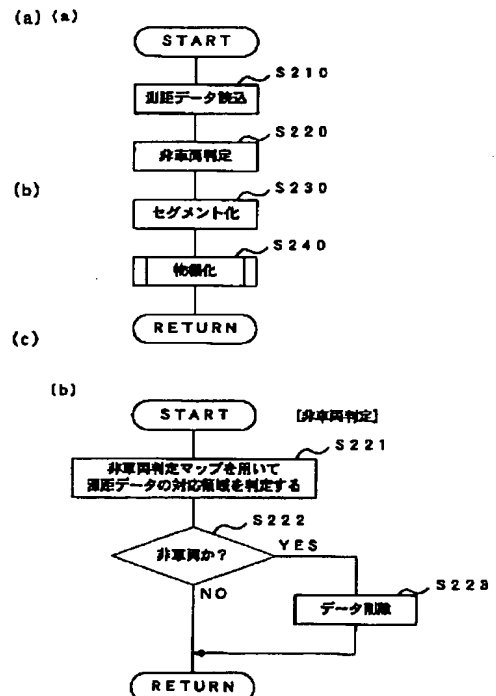 (a) (a)
START
S210
測距データ読込
S220
非車両判定
(b)
S230
セグメント化
S240
物標化
RETURN
(c)
(b)
START
[非車両判定]
S221
非車両判定マップを用いて
測距データの対応領域を判定する
S222
非車両か?
YES
NO
S223
データ削除
RETURN